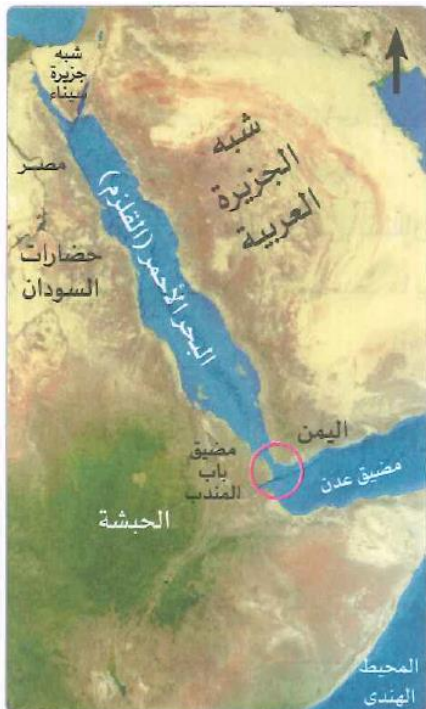 شبه
جزيرة
سيناء
مصر
شبه
الجزيرة
العربية
حضارات
السودان
البحر الأحمر (القلزم)
اليمن
مضيق
باب
المندب
مضيق عدن
الحبشة
المحيط
الهندي